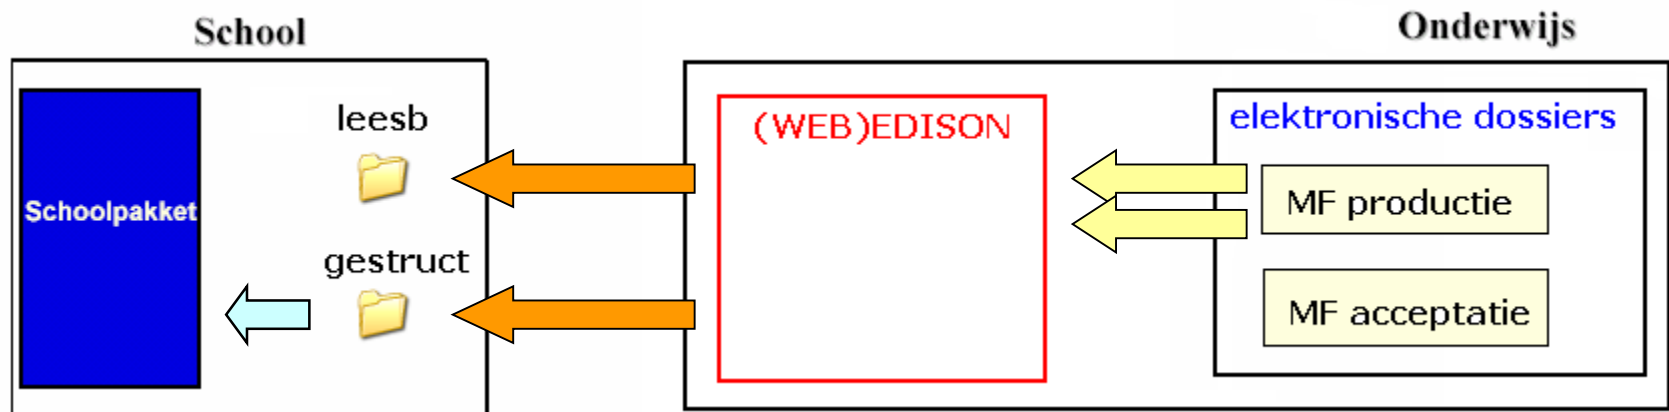 School
Onderwijs
leesb
(WEB)EDISON
elektronische dossiers
Schoolpakket
MF productie
gestruct
MF acceptatie